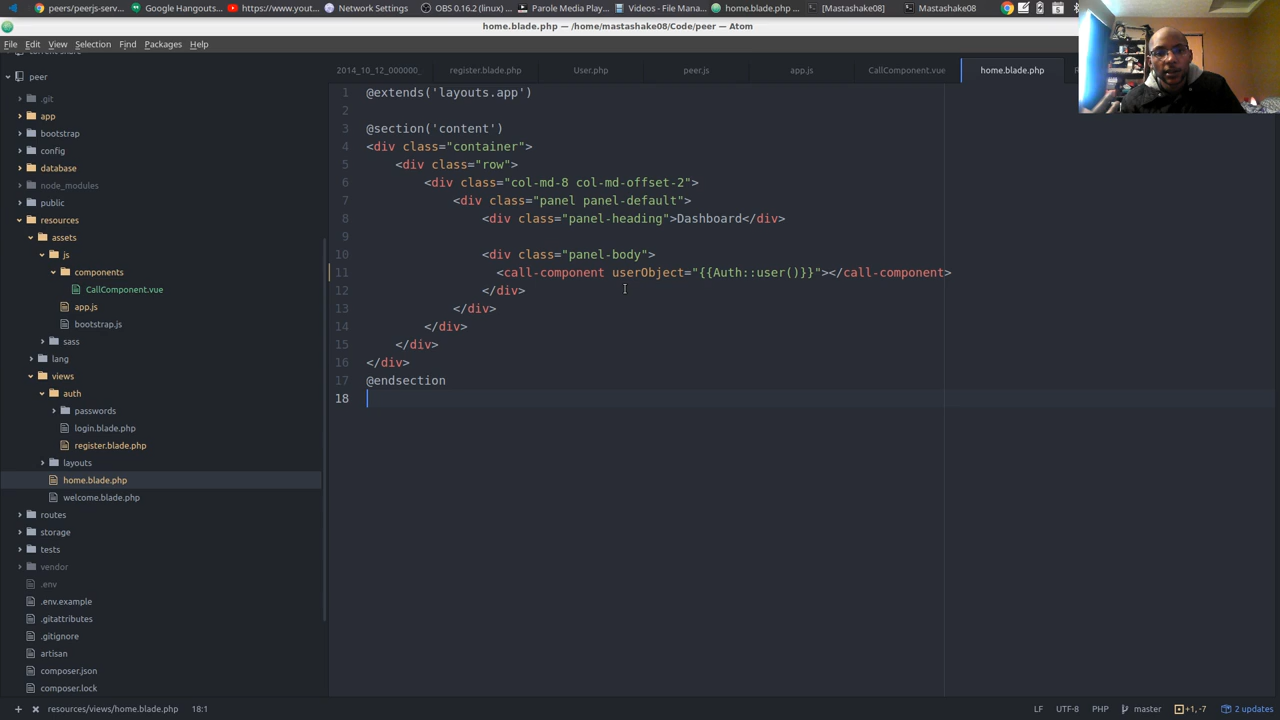 peers/peerjs-serv...
Google Hangouts...
Network Settings
OBS 0.16.2 (linux) ...
Parole Media Play...
Videos - File Mana...
home.blade.php ...
[Mastashake08]
Mastashake08
home.blade.php — /home/mastashake08/Code/peer — Atom
File Edit View Selection Find Packages Help
peer
.git
app
bootstrap
config
database
node_modules
public
resources
assets
js
components
CallComponent.vue
app.js
bootstrap.js
sass
lang
views
auth
passwords
login.blade.php
register.blade.php
layouts
home.blade.php
welcome.blade.php
routes
storage
tests
vendor
.env
.env.example
.gitattributes
.gitignore
artisan
composer.json
composer.lock
2014_10_12_000000_ register.blade.php User.php peer.js app.js CallComponent.vue home.blade.php
1 @extends('layouts.app')
2
3 @section('content')
4 <div class="container">
5 <div class="row">
6 <div class="col-md-8 col-md-offset-2">
7 <div class="panel panel-default">
8 <div class="panel-heading">Dashboard</div>
9
10 <div class="panel-body">
11 <call-component userObject="{{Auth::user()}}"></call-component>
12 </div>
13 </div>
14 </div>
15 </div>
16 </div>
17 @endsection
18
resources/views/home.blade.php 18:1 LF UTF-8 PHP master +1, -7 2 updates